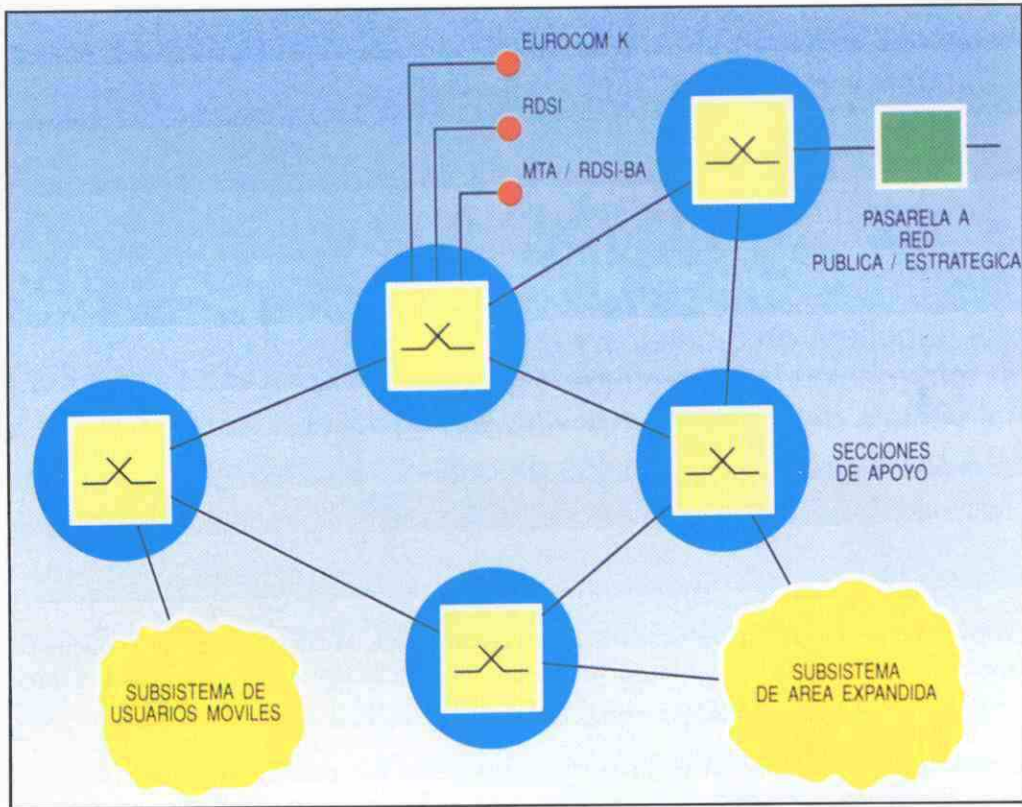 EUROCOM K
RDSI
MTA / RDSI-BA
PASARELA A
RED
PUBLICA / ESTRATEGICA
SECCIONES
DE APOYO
SUBSISTEMA DE
USUARIOS MOVILES
SUBSISTEMA
DE AREA EXPANDIDA